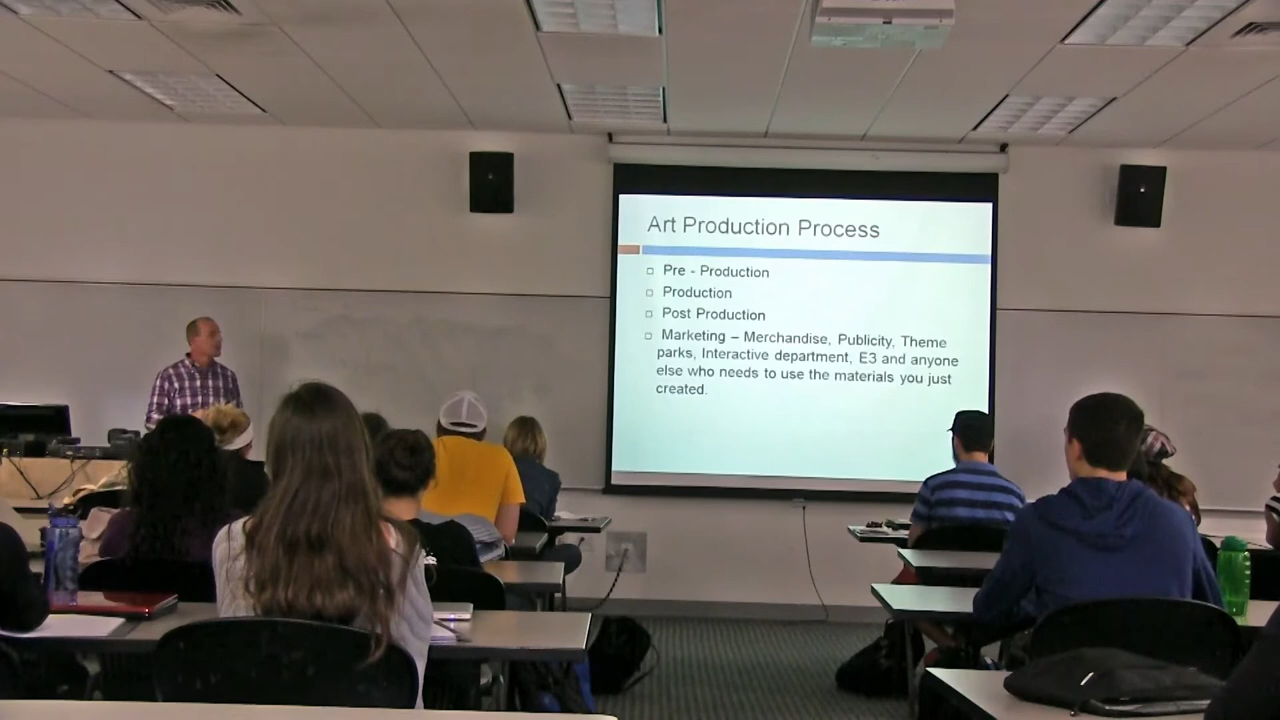 Art Production Process
Pre - Production
Production
Post Production
Marketing – Merchandise, Publicity, Theme
parks, Interactive department, E3 and anyone
else who needs to use the materials you just
created.